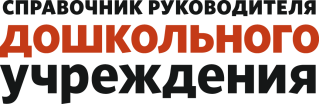 СПРАВОЧНИК РУКОВОДИТЕЛЯ
ДОШКОЛЬНОГО
учреждения